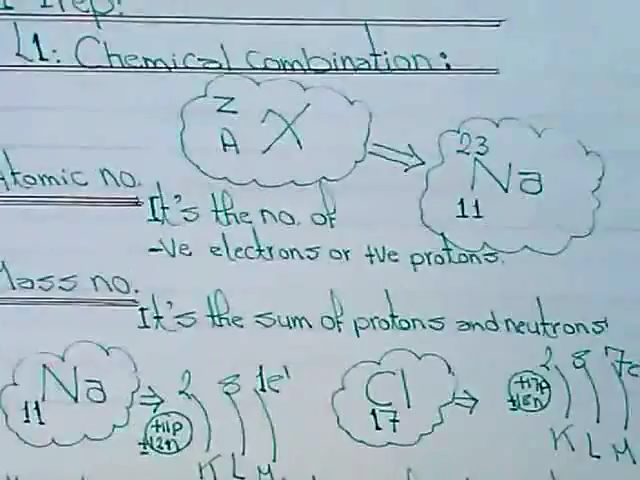 Prep.
L1: Chemical combination:
Z
A X
23
Na
11
Atomic no.
It's the no. of
-ve electrons or +ve protons.
Mass no.
It's the sum of protons and neutrons
Na
11
2 8 1e
+11p
±12n
K L M
Cl
17
2 8 7e
+17p
±18n
K L M